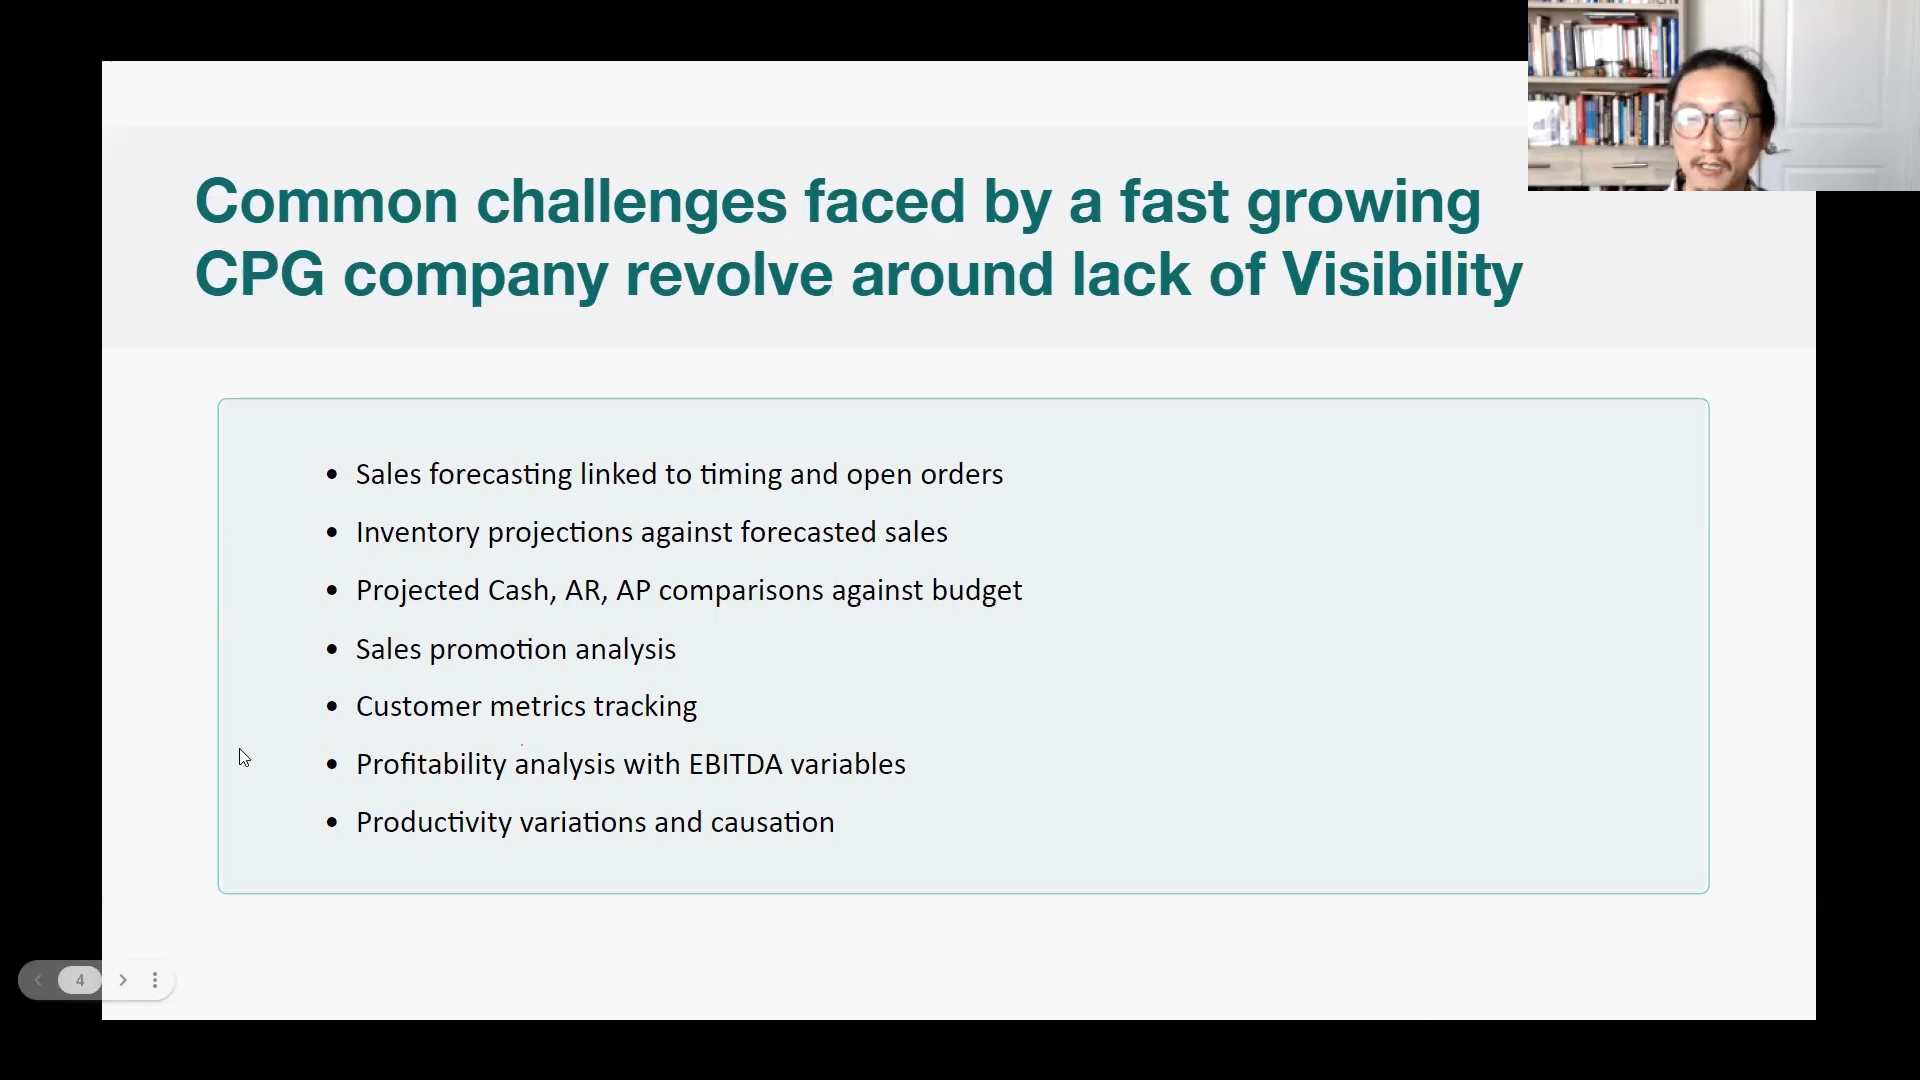 Common challenges faced by a fast growing
CPG company revolve around lack of Visibility
• Sales forecasting linked to timing and open orders
• Inventory projections against forecasted sales
• Projected Cash, AR, AP comparisons against budget
• Sales promotion analysis
• Customer metrics tracking
• Profitability analysis with EBITDA variables
• Productivity variations and causation
4